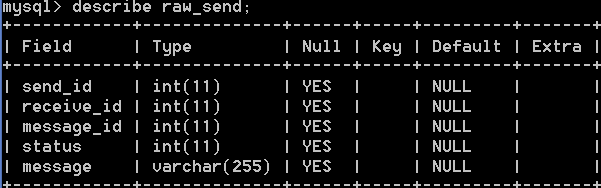 mysql> describe raw_send;
+------------+--------------+------+-----+---------+-------+
| Field      | Type         | Null | Key | Default | Extra |
+------------+--------------+------+-----+---------+-------+
| send_id    | int(11)      | YES  |     | NULL    |       |
| receive_id | int(11)      | YES  |     | NULL    |       |
| message_id | int(11)      | YES  |     | NULL    |       |
| status     | int(11)      | YES  |     | NULL    |       |
| message    | varchar(255) | YES  |     | NULL    |       |
+------------+--------------+------+-----+---------+-------+